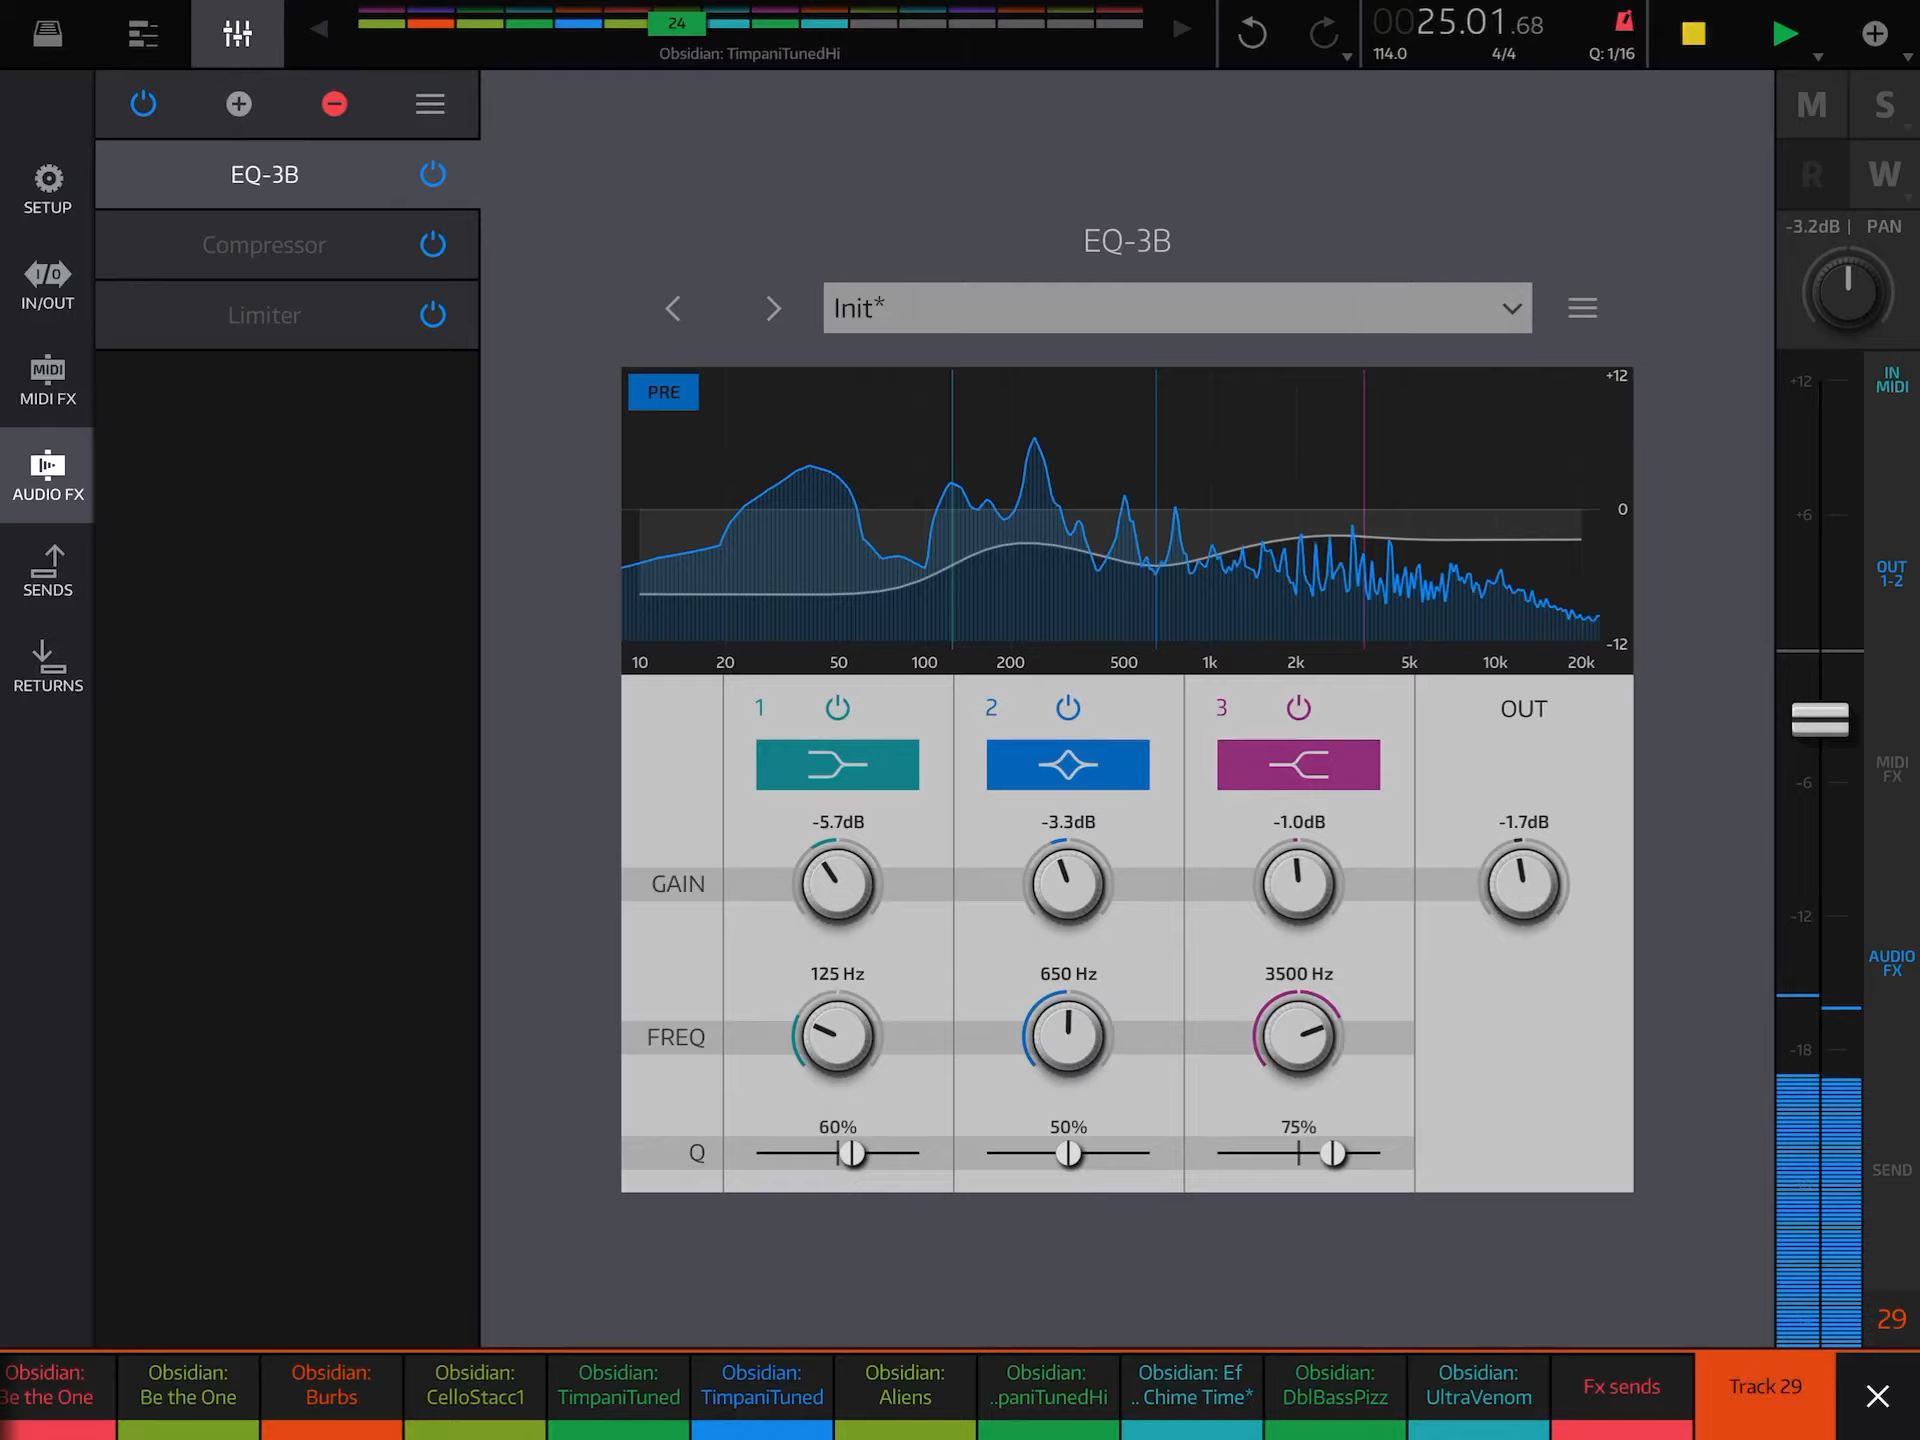 24
Obsidian: TimpaniTunedHi
0025.01.68
114.0
4/4
Q: 1/16
SETUP
I/O
IN/OUT
MIDI
MIDI FX
AUDIO FX
SENDS
RETURNS
EQ-3B
Compressor
Limiter
EQ-3B
Init*
PRE
+12
0
-12
10 20 50 100 200 500 1k 2k 5k 10k 20k
1
2
3
OUT
-5.7dB
-3.3dB
-1.0dB
-1.7dB
GAIN
125 Hz
650 Hz
3500 Hz
FREQ
60%
50%
75%
Q
M
S
R
W
-3.2dB | PAN
+12
+6
-6
-12
-18
IN
MIDI
OUT
1-2
MIDI
FX
AUDIO
FX
SEND
29
Obsidian:
Be the One
Obsidian:
Be the One
Obsidian:
Burbs
Obsidian:
CelloStacc1
Obsidian:
TimpaniTuned
Obsidian:
TimpaniTuned
Obsidian:
Aliens
Obsidian:
..paniTunedHi
Obsidian: Ef
.. Chime Time*
Obsidian:
DblBassPizz
Obsidian:
UltraVenom
Fx sends
Track 29